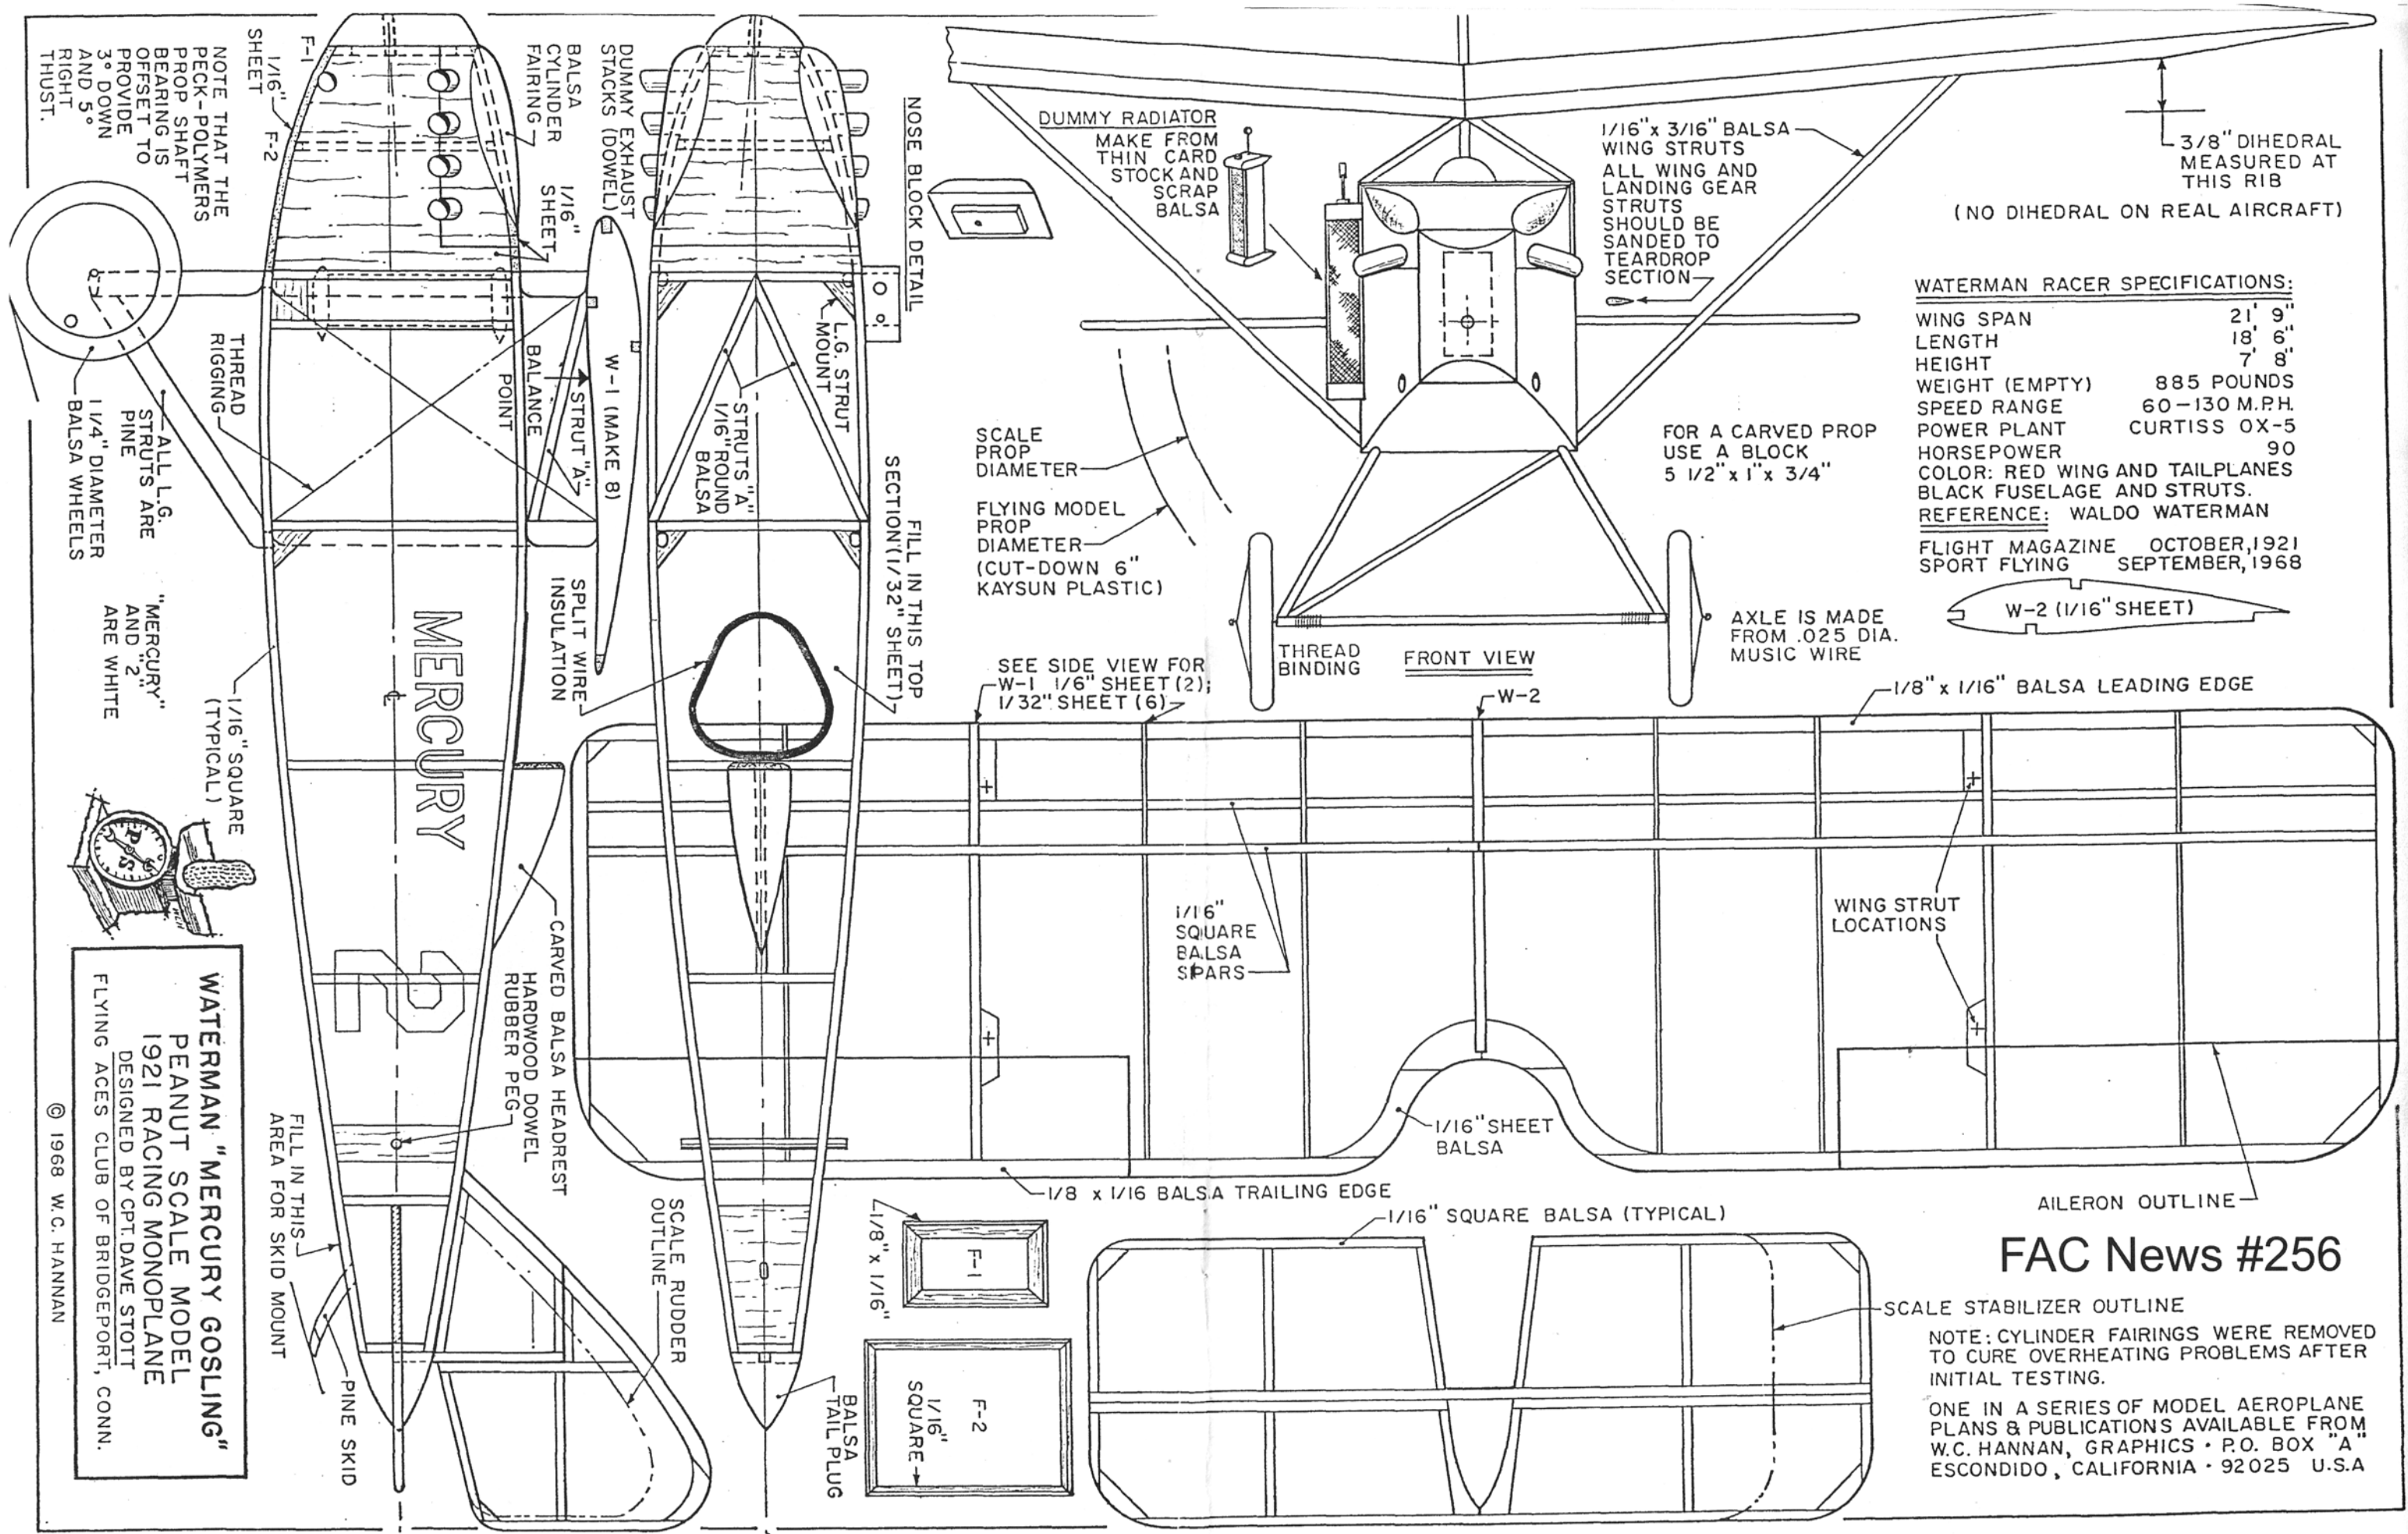 NOTE THAT THE
PECK-POLYMERS
PROP SHAFT
BEARING IS
OFFSET TO
PROVIDE
3° DOWN
AND 5°
RIGHT
THUST.
1/16"
SHEET
F-1
F-2
BALSA
CYLINDER
FAIRING
DUMMY EXHAUST
STACKS (DOWEL)
1/16"
SHEET
NOSE BLOCK DETAIL
DUMMY RADIATOR
MAKE FROM
THIN CARD
STOCK AND
SCRAP
BALSA
1/16" x 3/16" BALSA
WING STRUTS
ALL WING AND
LANDING GEAR
STRUTS
SHOULD BE
SANDED TO
TEARDROP
SECTION
3/8" DIHEDRAL
MEASURED AT
THIS RIB
(NO DIHEDRAL ON REAL AIRCRAFT)
WATERMAN RACER SPECIFICATIONS:
WING SPAN 21' 9"
LENGTH 18' 6"
HEIGHT 7' 8"
WEIGHT (EMPTY) 885 POUNDS
SPEED RANGE 60-130 M.P.H.
POWER PLANT CURTISS OX-5
HORSEPOWER 90
COLOR: RED WING AND TAILPLANES
BLACK FUSELAGE AND STRUTS.
REFERENCE: WALDO WATERMAN
FLIGHT MAGAZINE OCTOBER, 1921
SPORT FLYING SEPTEMBER, 1968
W-2 (1/16" SHEET)
THREAD
RIGGING
1 1/4" DIAMETER
BALSA WHEELS
ALL L.G.
STRUTS ARE
PINE
BALANCE
POINT
STRUT "A"
W-1 (MAKE 8)
L.G. STRUT
MOUNT
STRUTS "A"
1/16" ROUND
BALSA
FILL IN THIS TOP
SECTION (1/32" SHEET)
SCALE
PROP
DIAMETER
FLYING MODEL
PROP
DIAMETER
(CUT-DOWN 6"
KAYSUN PLASTIC)
FOR A CARVED PROP
USE A BLOCK
5 1/2" x 1" x 3/4"
THREAD
BINDING
FRONT VIEW
AXLE IS MADE
FROM .025 DIA.
MUSIC WIRE
SPLIT WIRE
INSULATION
"MERCURY"
AND "2"
ARE WHITE
1/16" SQUARE
(TYPICAL)
℄
MERCURY
2
SEE SIDE VIEW FOR
W-1 1/6" SHEET (2);
1/32" SHEET (6)
W-2
1/8" x 1/16" BALSA LEADING EDGE
1/16"
SQUARE
BALSA
SPARS
WING STRUT
LOCATIONS
1/16" SHEET
BALSA
1/8 x 1/16 BALSA TRAILING EDGE
AILERON OUTLINE
CARVED BALSA HEADREST
HARDWOOD DOWEL
RUBBER PEG
WATERMAN "MERCURY GOSLING"
PEANUT SCALE MODEL
1921 RACING MONOPLANE
DESIGNED BY CPT. DAVE STOTT
FLYING ACES CLUB OF BRIDGEPORT, CONN.
© 1968 W.C. HANNAN
FILL IN THIS
AREA FOR SKID MOUNT
PINE SKID
SCALE RUDDER
OUTLINE
BALSA
TAIL PLUG
1/8" x 1/16"
F-1
F-2
1/16"
SQUARE
1/16" SQUARE BALSA (TYPICAL)
FAC News #256
SCALE STABILIZER OUTLINE
NOTE: CYLINDER FAIRINGS WERE REMOVED
TO CURE OVERHEATING PROBLEMS AFTER
INITIAL TESTING.
ONE IN A SERIES OF MODEL AEROPLANE
PLANS & PUBLICATIONS AVAILABLE FROM
W.C. HANNAN, GRAPHICS · P.O. BOX "A"
ESCONDIDO, CALIFORNIA · 92025 U.S.A